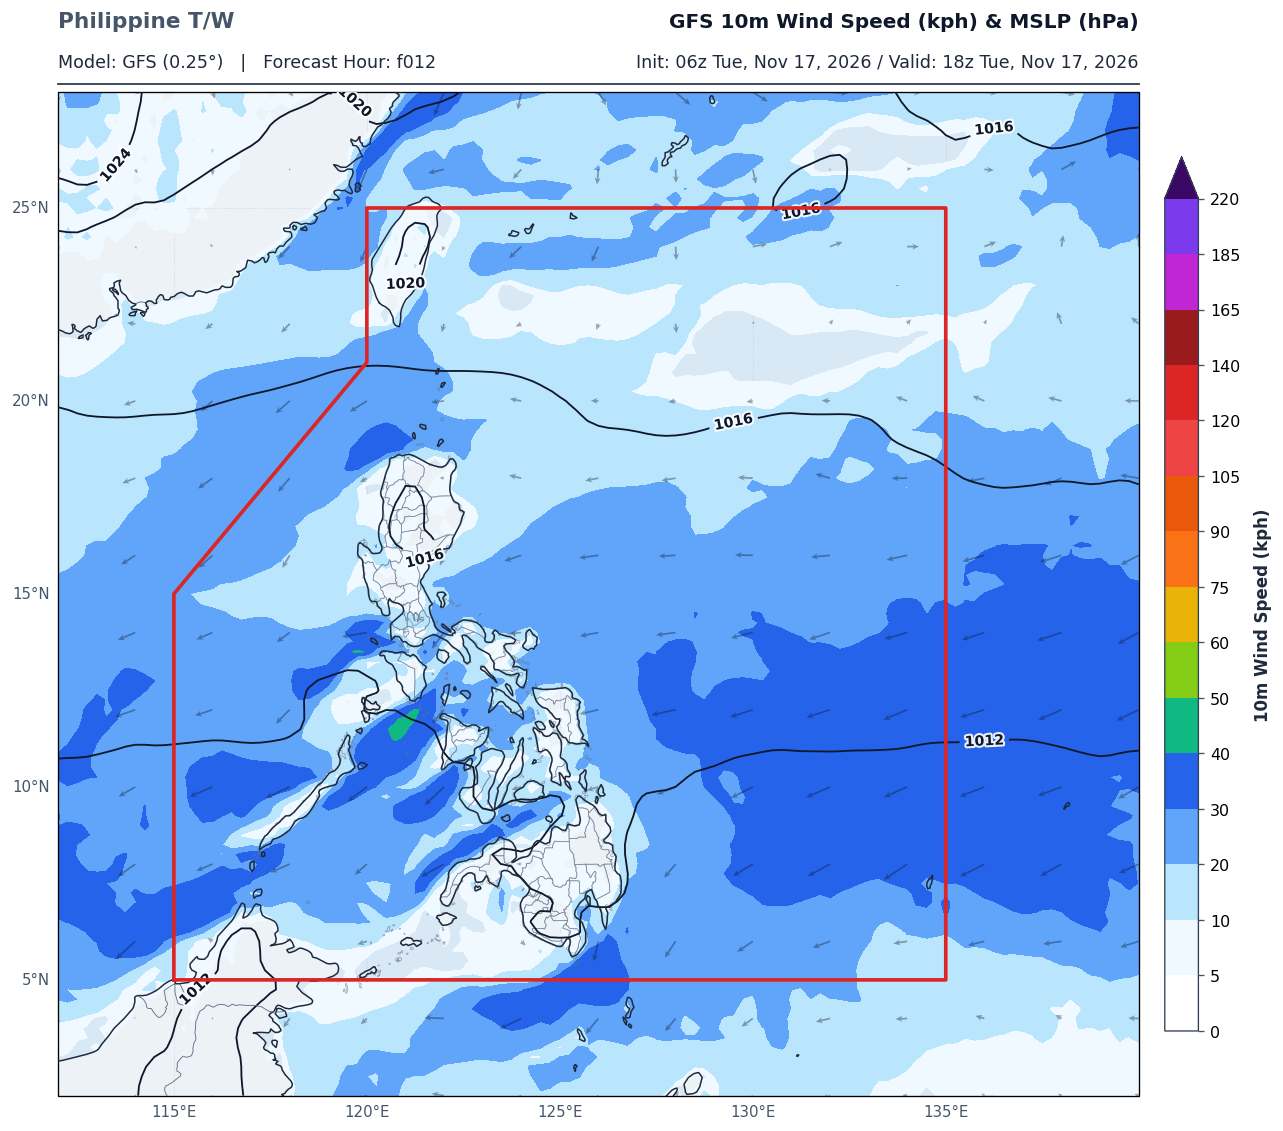 Philippine T/W
GFS 10m Wind Speed (kph) & MSLP (hPa)
Model: GFS (0.25°)   |   Forecast Hour: f012
Init: 06z Tue, Nov 17, 2026 / Valid: 18z Tue, Nov 17, 2026
1020
1024
1016
1016
1020
1016
1016
1012
1012
25°N
20°N
15°N
10°N
5°N
115°E
120°E
125°E
130°E
135°E
220
185
165
140
120
105
90
75
60
50
40
30
20
10
5
0
10m Wind Speed (kph)